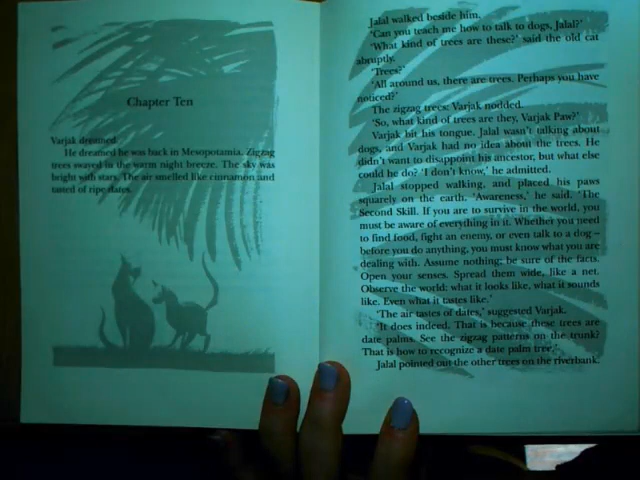 Chapter Ten
Varjak dreamed.
He dreamed he was back in Mesopotamia. Zigzag
trees swayed in the warm night breeze. The sky was
bright with stars. The air smelled like cinnamon and
tasted of ripe dates.
Jalal walked beside him.
'Can you teach me how to talk to dogs, Jalal?'
'What kind of trees are these?' said the old cat
abruptly.
'Trees?'
'All around us, there are trees. Perhaps you have
noticed?'
The zigzag trees: Varjak nodded.
'So, what kind of trees are they, Varjak Paw?'
Varjak bit his tongue. Jalal wasn't talking about
dogs, and Varjak had no idea about the trees. He
didn't want to disappoint his ancestor, but what else
could he do? 'I don't know,' he admitted.
Jalal stopped walking, and placed his paws
squarely on the earth. 'Awareness,' he said. 'The
Second Skill. If you are to survive in the world, you
must be aware of everything in it. Whether you need
to find food, fight an enemy, or even talk to a dog –
before you do anything, you must know what you are
dealing with. Assume nothing; be sure of the facts.
Open your senses. Spread them wide, like a net.
Observe the world: what it looks like, what it sounds
like. Even what it tastes like.'
'The air tastes of dates,' suggested Varjak.
'It does indeed. That is because these trees are
date palms. See the zigzag patterns on the trunk?
That is how to recognize a date palm tree.'
Jalal pointed out the other trees on the riverbank.